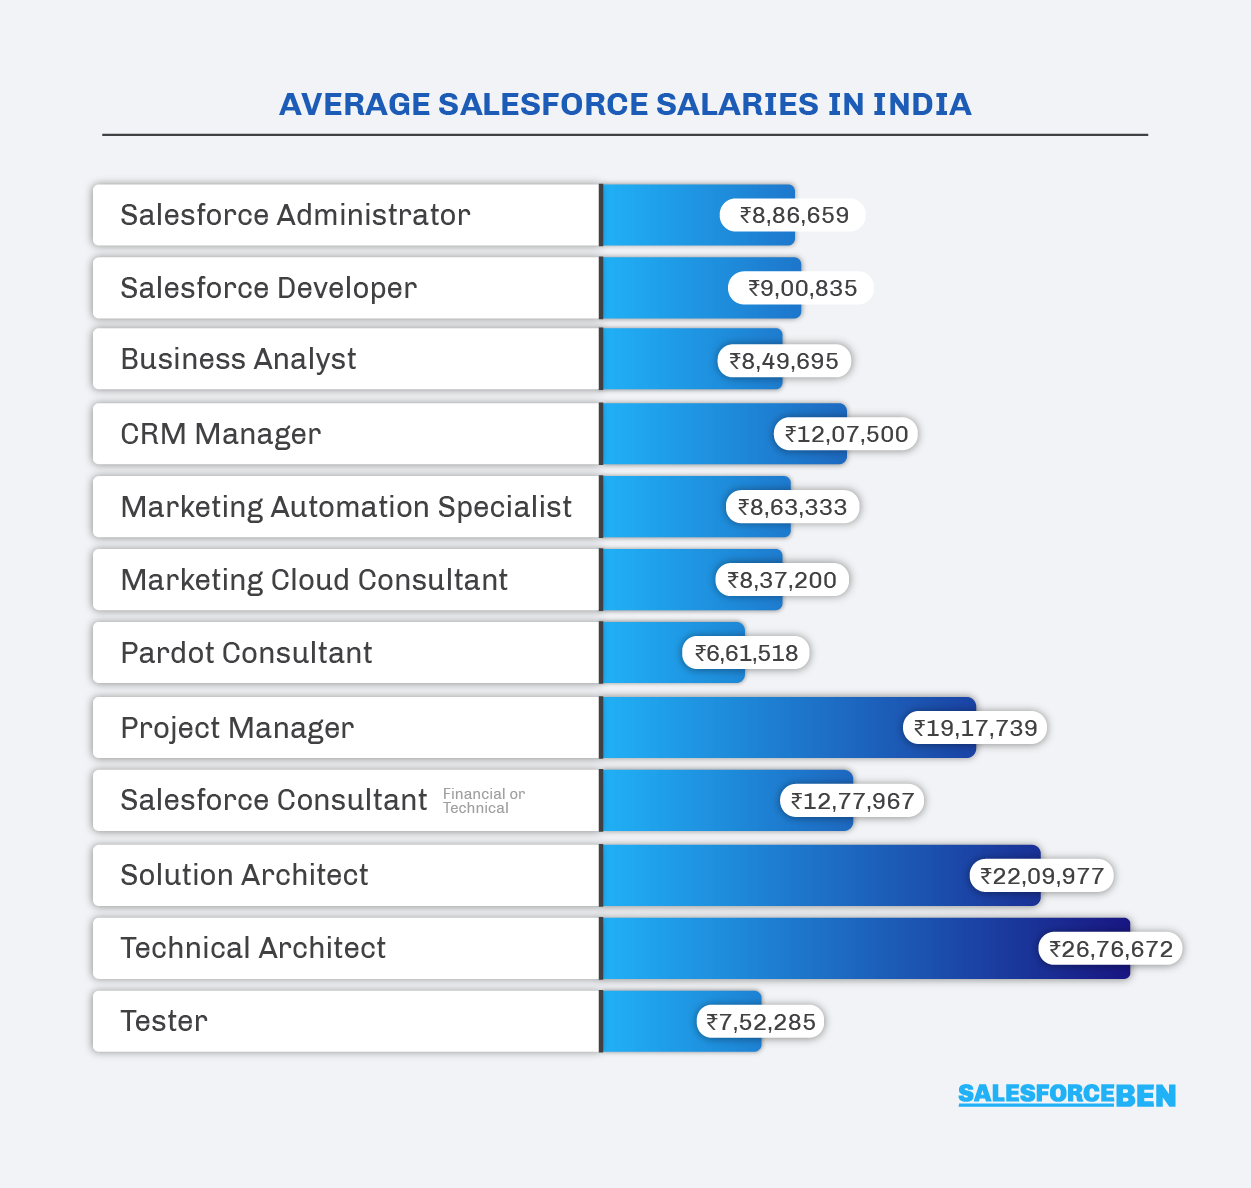 AVERAGE SALESFORCE SALARIES IN INDIA
Salesforce Administrator ₹8,86,659
Salesforce Developer ₹9,00,835
Business Analyst ₹8,49,695
CRM Manager ₹12,07,500
Marketing Automation Specialist ₹8,63,333
Marketing Cloud Consultant ₹8,37,200
Pardot Consultant ₹6,61,518
Project Manager ₹19,17,739
Salesforce Consultant Financial or
Technical ₹12,77,967
Solution Architect ₹22,09,977
Technical Architect ₹26,76,672
Tester ₹7,52,285
SALESFORCEBEN